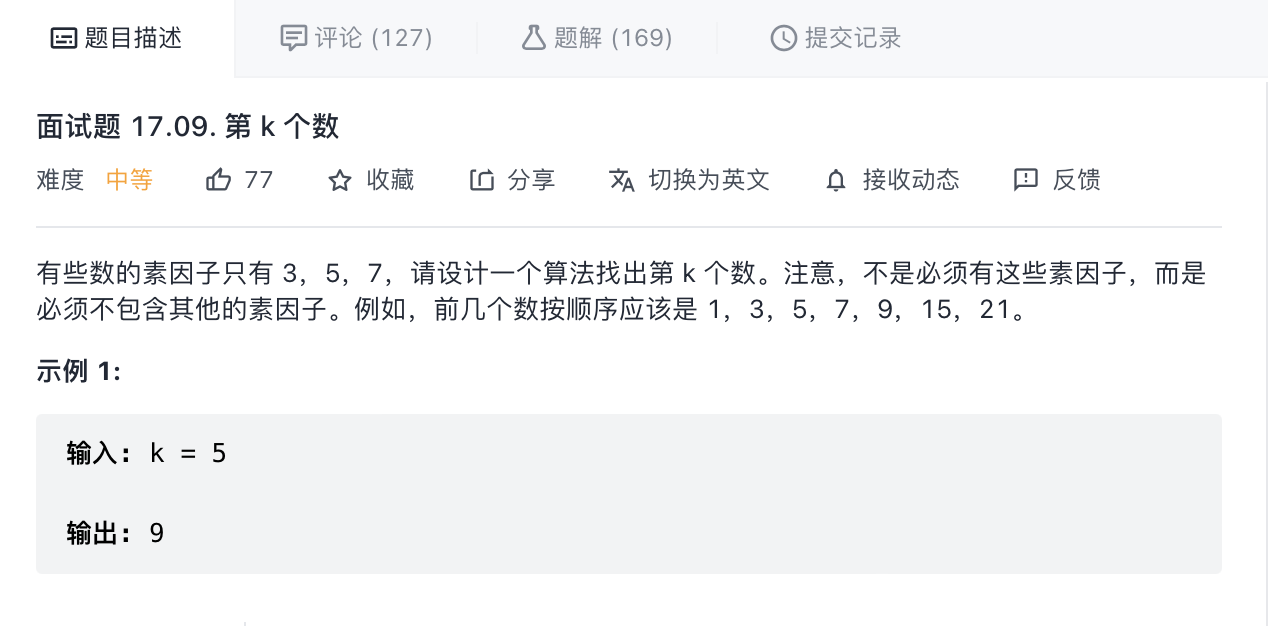 题目描述 评论 (127) 题解 (169) 提交记录
面试题 17.09. 第 k 个数
难度 中等 77 收藏 分享 切换为英文 接收动态 反馈
有些数的素因子只有 3，5，7，请设计一个算法找出第 k 个数。注意，不是必须有这些素因子，而是
必须不包含其他的素因子。例如，前几个数按顺序应该是 1，3，5，7，9，15，21。
示例 1:
输入: k = 5
输出: 9